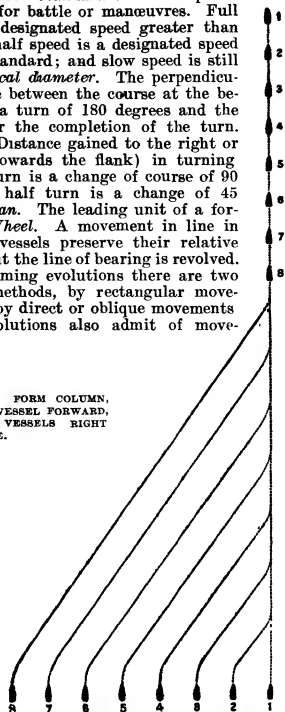 for battle or manœuvres. Full
designated speed greater than
half speed is a designated speed
andard; and slow speed is still
cal diameter. The perpendicu-
between the course at the be-
a turn of 180 degrees and the
r the completion of the turn.
Distance gained to the right or
owards the flank) in turning
urn is a change of course of 90
half turn is a change of 45
an. The leading unit of a for-
Wheel. A movement in line in
vessels preserve their relative
t the line of bearing is revolved.
ming evolutions there are two
nethods, by rectangular move-
by direct or oblique movements
olutions also admit of move-
FORM COLUMN,
VESSEL FORWARD,
VESSELS RIGHT
1
2
3
4
5
6
7
8
8 7 6 5 4 3 2 1